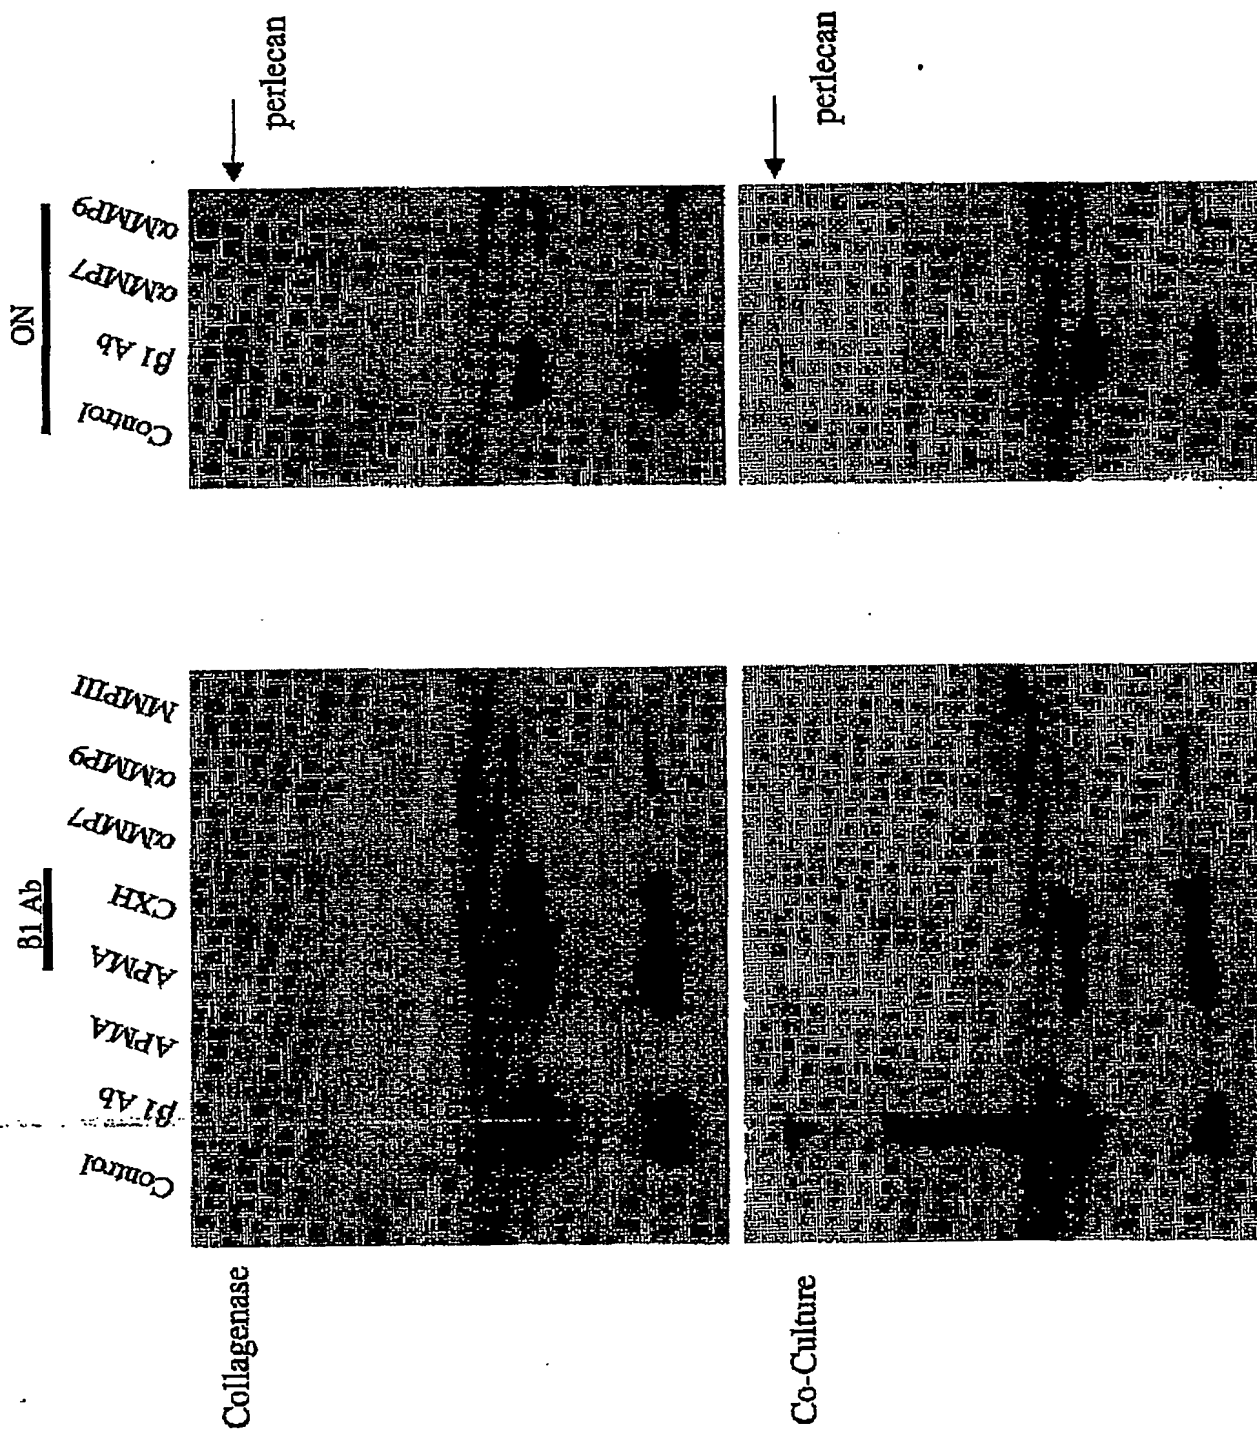 β1 Ab
ON
Control
β1 Ab
APMA
APMA
CXH
αMMP7
αMMP9
MMPIII
Control
β1 Ab
αMMP7
αMMP9
Collagenase
perlecan
Co-Culture
perlecan